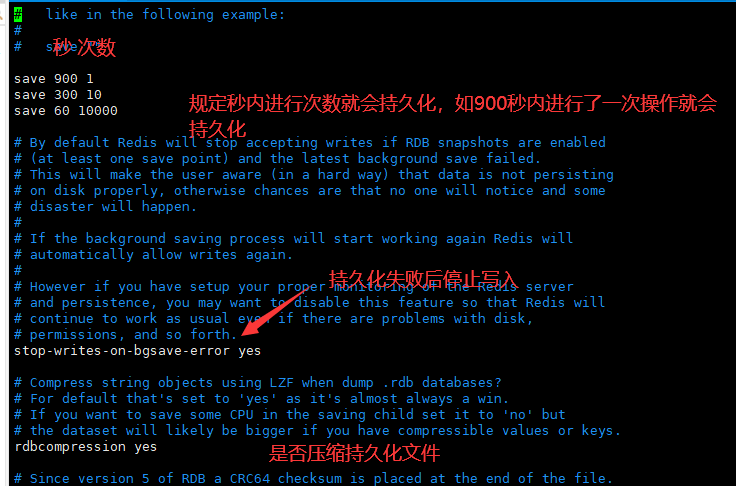 #   like in the following example:
#
#   save ""
秒 次数
save 900 1
save 300 10
save 60 10000
规定秒内进行次数就会持久化，如900秒内进行了一次操作就会
持久化
# By default Redis will stop accepting writes if RDB snapshots are enabled
# (at least one save point) and the latest background save failed.
# This will make the user aware (in a hard way) that data is not persisting
# on disk properly, otherwise chances are that no one will notice and some
# disaster will happen.
#
# If the background saving process will start working again Redis will
# automatically allow writes again.
#
持久化失败后停止写入
# However if you have setup your proper monitoring of the Redis server
# and persistence, you may want to disable this feature so that Redis will
# continue to work as usual even if there are problems with disk,
# permissions, and so forth.
stop-writes-on-bgsave-error yes
# Compress string objects using LZF when dump .rdb databases?
# For default that's set to 'yes' as it's almost always a win.
# If you want to save some CPU in the saving child set it to 'no' but
# the dataset will likely be bigger if you have compressible values or keys.
rdbcompression yes
是否压缩持久化文件
# Since version 5 of RDB a CRC64 checksum is placed at the end of the file.